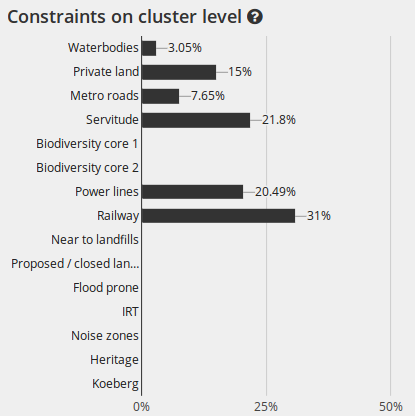 Constraints on cluster level ?
Waterbodies 3.05%
Private land 15%
Metro roads 7.65%
Servitude 21.8%
Biodiversity core 1
Biodiversity core 2
Power lines 20.49%
Railway 31%
Near to landfills
Proposed / closed lan...
Flood prone
IRT
Noise zones
Heritage
Koeberg
0% 25% 50%